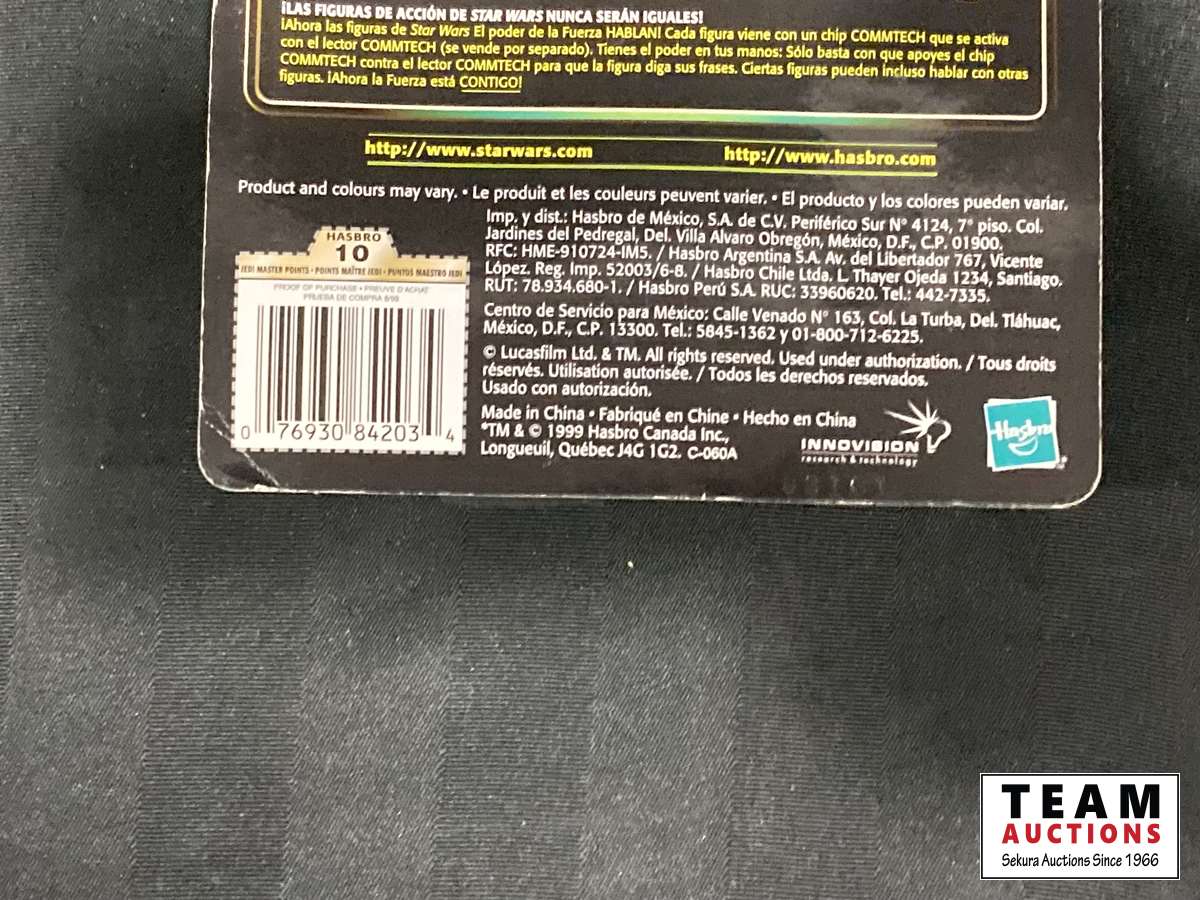 ¡LAS FIGURAS DE ACCIÓN DE STAR WARS NUNCA SERÁN IGUALES!
¡Ahora las figuras de Star Wars El poder de la Fuerza HABLAN! Cada figura viene con un chip COMMTECH que se activa
con el lector COMMTECH (se vende por separado). Tienes el poder en tus manos: Sólo basta con que apoyes el chip
COMMTECH contra el lector COMMTECH para que la figura diga sus frases. Ciertas figuras pueden incluso hablar con otras
figuras. ¡Ahora la Fuerza está CONTIGO!
http://www.starwars.com
http://www.hasbro.com
Product and colours may vary. • Le produit et les couleurs peuvent varier. • El producto y los colores pueden variar.
HASBRO
10
JEDI MASTER POINTS • POINTS MAÎTRE JEDI • PUNTOS MAESTRO JEDI
PROOF OF PURCHASE • PREUVE D'ACHAT
PRUEBA DE COMPRA 6/99
0 76930 84203 4
Imp. y dist.: Hasbro de México, S.A. de C.V. Periférico Sur N° 4124, 7° piso. Col.
Jardines del Pedregal, Del. Villa Alvaro Obregón, México, D.F., C.P. 01900.
RFC: HME-910724-IM5. / Hasbro Argentina S.A. Av. del Libertador 767, Vicente
López. Reg. Imp. 52003/6-8. / Hasbro Chile Ltda. L. Thayer Ojeda 1234, Santiago.
RUT: 78.934.680-1. / Hasbro Perú S.A. RUC: 33960620. Tel.: 442-7335.
Centro de Servicio para México: Calle Venado N° 163, Col. La Turba, Del. Tláhuac,
México, D.F., C.P. 13300. Tel.: 5845-1362 y 01-800-712-6225.
© Lucasfilm Ltd. & TM. All rights reserved. Used under authorization. / Tous droits
réservés. Utilisation autorisée. / Todos les derechos reservados.
Usado con autorización.
Made in China • Fabriqué en Chine • Hecho en China
*TM & © 1999 Hasbro Canada Inc.,
Longueuil, Québec J4G 1G2. C-060A
INNOVISION
research & technology
Hasbro
TEAM
AUCTIONS
Sekura Auctions Since 1966